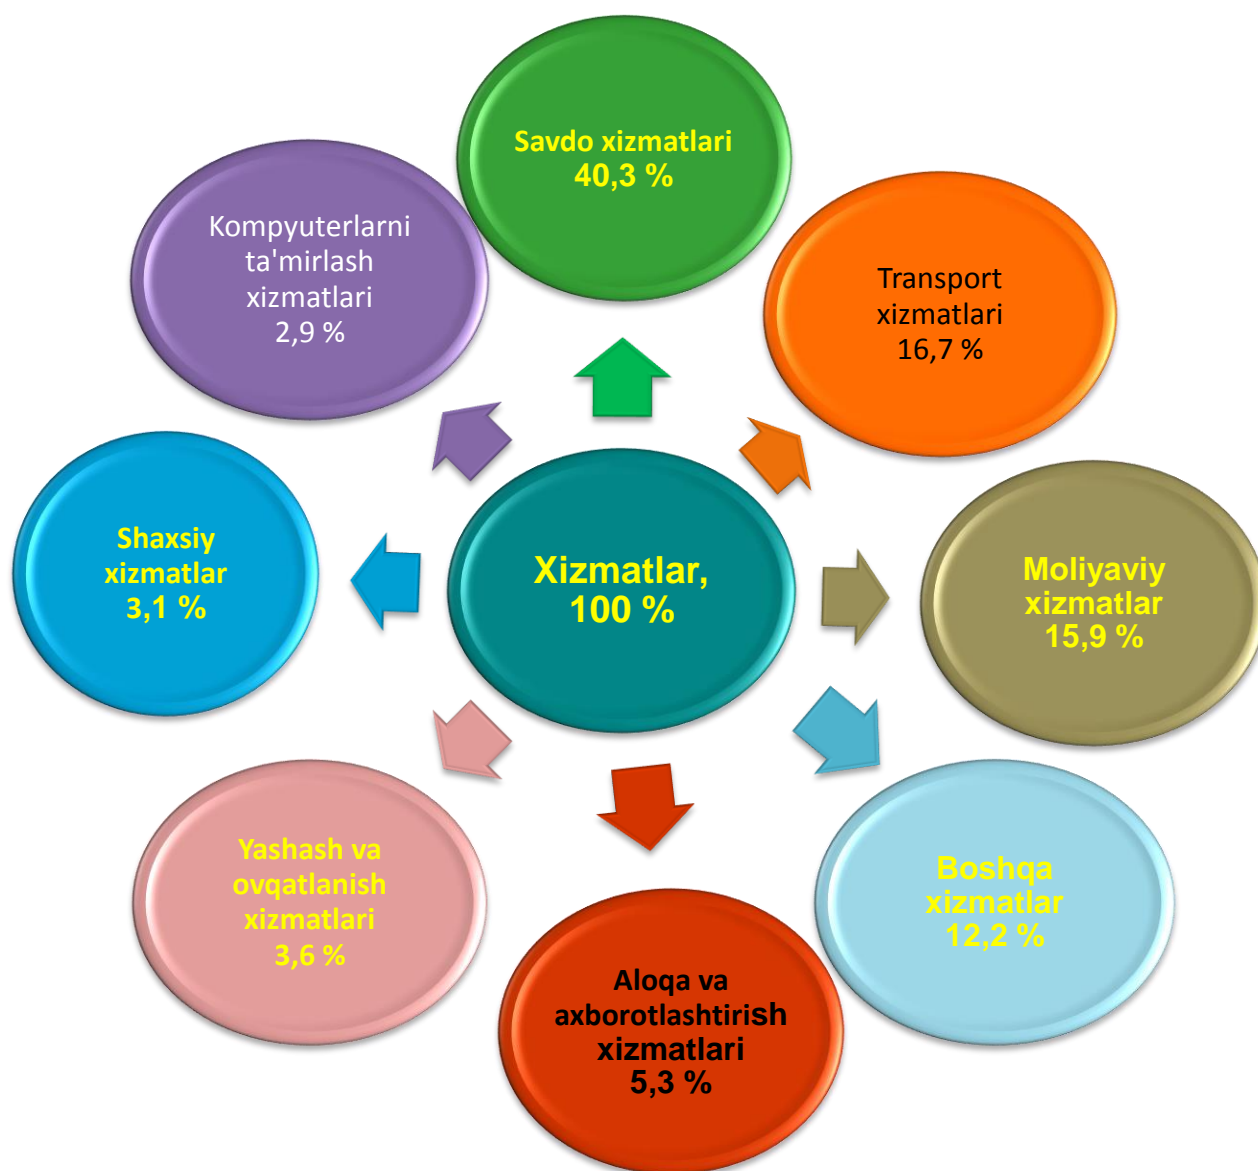 Savdo xizmatlari
40,3 %
Kompyuterlarni
ta'mirlash
xizmatlari
2,9 %
Transport
xizmatlari
16,7 %
Shaxsiy
xizmatlar
3,1 %
Xizmatlar,
100 %
Moliyaviy
xizmatlar
15,9 %
Yashash va
ovqatlanish
xizmatlari
3,6 %
Boshqa
xizmatlar
12,2 %
Aloqa va
axborotlashtirish
xizmatlari
5,3 %